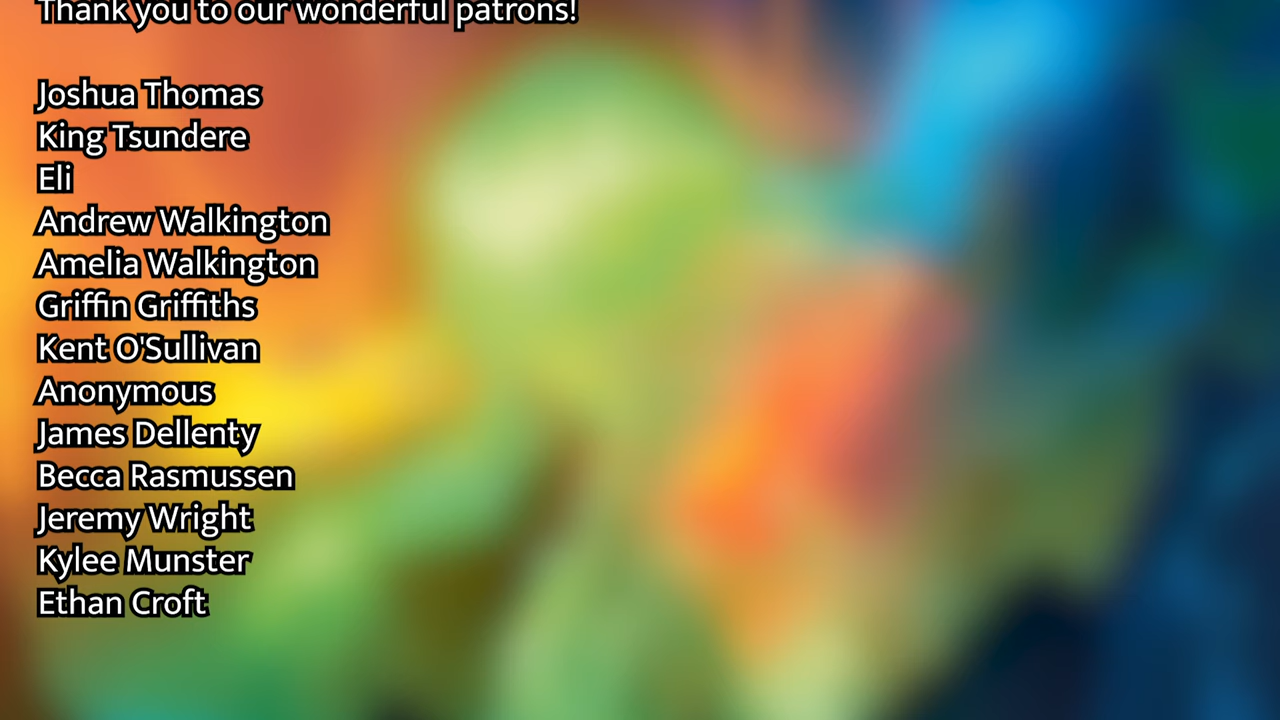 Thank you to our wonderful patrons!
Joshua Thomas
King Tsundere
Eli
Andrew Walkington
Amelia Walkington
Griffin Griffiths
Kent O'Sullivan
Anonymous
James Dellenty
Becca Rasmussen
Jeremy Wright
Kylee Munster
Ethan Croft